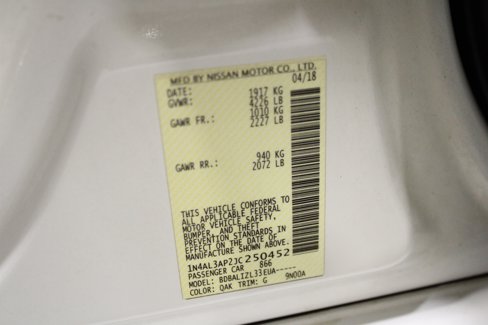 MFD BY NISSAN MOTOR CO., LTD.
DATE: 04/18
GVWR: 1917 KG
4226 LB
GAWR FR.: 1010 KG
2227 LB
GAWR RR.: 940 KG
2072 LB
THIS VEHICLE CONFORMS TO
ALL APPLICABLE FEDERAL
MOTOR VEHICLE SAFETY,
BUMPER, AND THEFT
PREVENTION STANDARDS IN
EFFECT ON THE DATE OF
MANUFACTURE SHOWN ABOVE.
1N4AL3AP2JC250452
PASSENGER CAR 866
MODEL: BDBALIZL33EUA-----
COLOR: QAK TRIM: G 9N00A